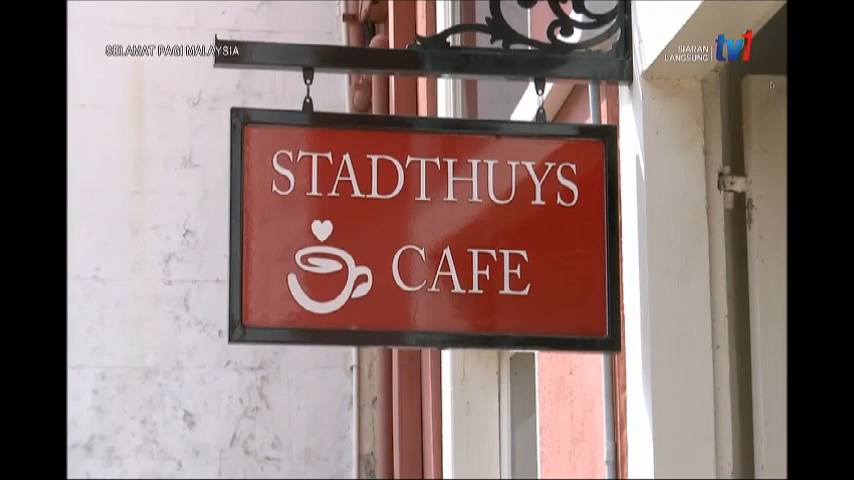 SELAMAT PAGI MALAYSIA
SIARAN
LANGSUNG
tv1
STADTHUYS
CAFE